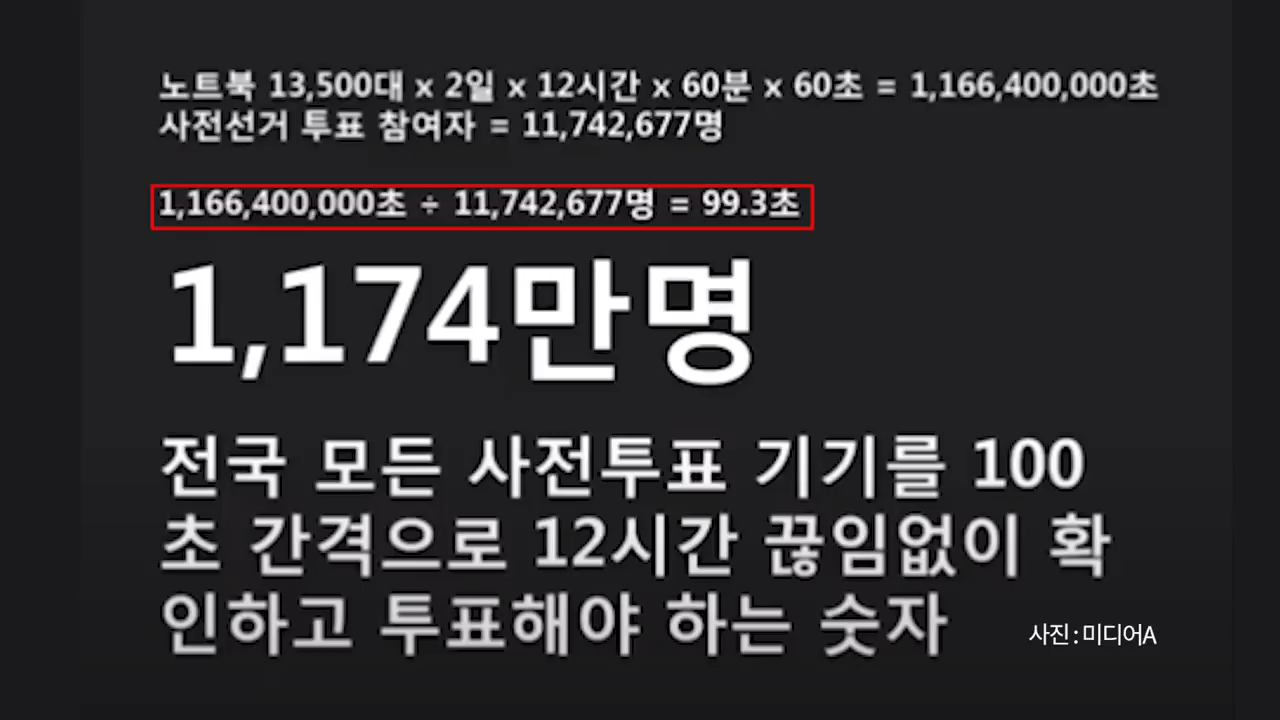 노트북 13,500대 x 2일 x 12시간 x 60분 x 60초 = 1,166,400,000초
사전선거 투표 참여자 = 11,742,677명
1,166,400,000초 ÷ 11,742,677명 = 99.3초
1,174만명
전국 모든 사전투표 기기를 100
초 간격으로 12시간 끊임없이 확
인하고 투표해야 하는 숫자
사진 : 미디어A